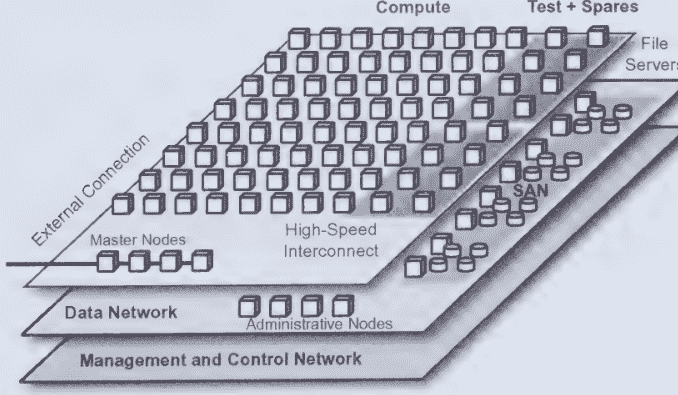 Compute
Test + Spares
File
Servers
External Connection
SAN
High-Speed
Interconnect
Master Nodes
Data Network
Administrative Nodes
Management and Control Network